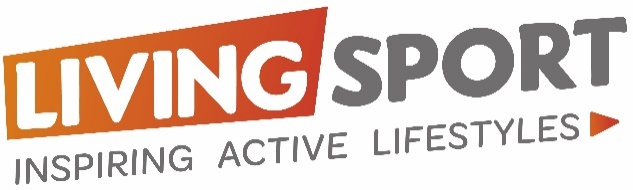 LIVING SPORT
INSPIRING ACTIVE LIFESTYLES